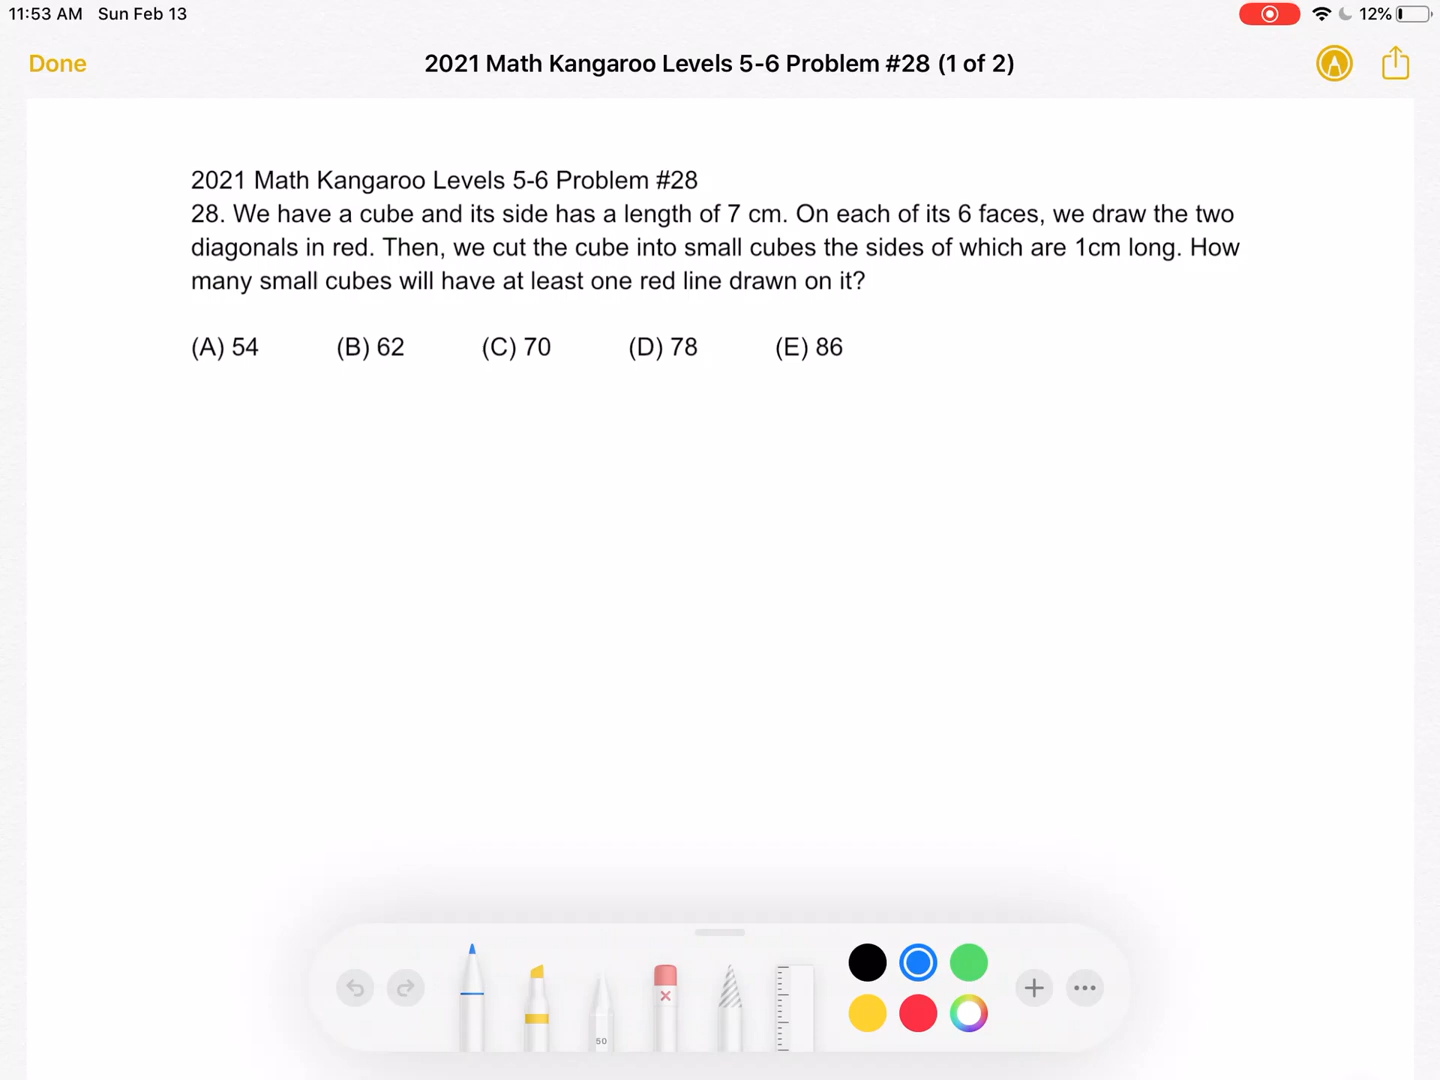 11:53 AM Sun Feb 13
12%
Done
2021 Math Kangaroo Levels 5-6 Problem #28 (1 of 2)
2021 Math Kangaroo Levels 5-6 Problem #28
28. We have a cube and its side has a length of 7 cm. On each of its 6 faces, we draw the two
diagonals in red. Then, we cut the cube into small cubes the sides of which are 1cm long. How
many small cubes will have at least one red line drawn on it?
(A) 54 (B) 62 (C) 70 (D) 78 (E) 86
50